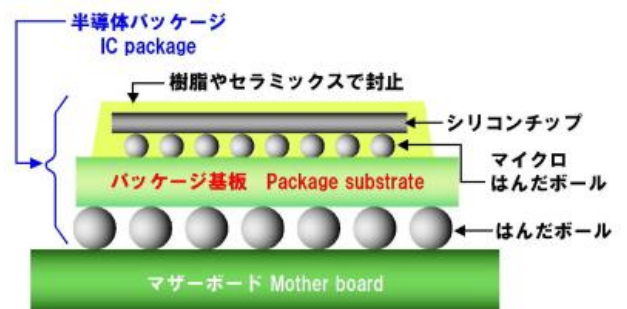 半導体パッケージ
IC package
樹脂やセラミックスで封止
シリコンチップ
マイクロ
はんだボール
パッケージ基板 Package substrate
はんだボール
マザーボード Mother board